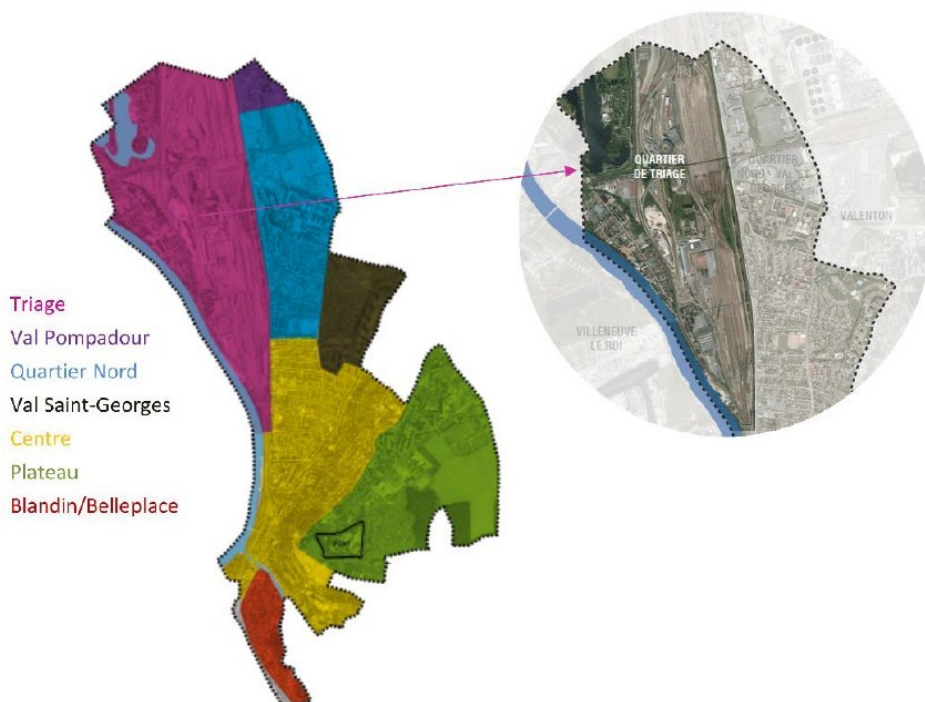 Triage
Val Pompadour
Quartier Nord
Val Saint-Georges
Centre
Plateau
Blandin/Belleplace
QUARTIER
DE TRIAGE
QUARTIER
VALENTON
VILLENEUVE
LE ROI